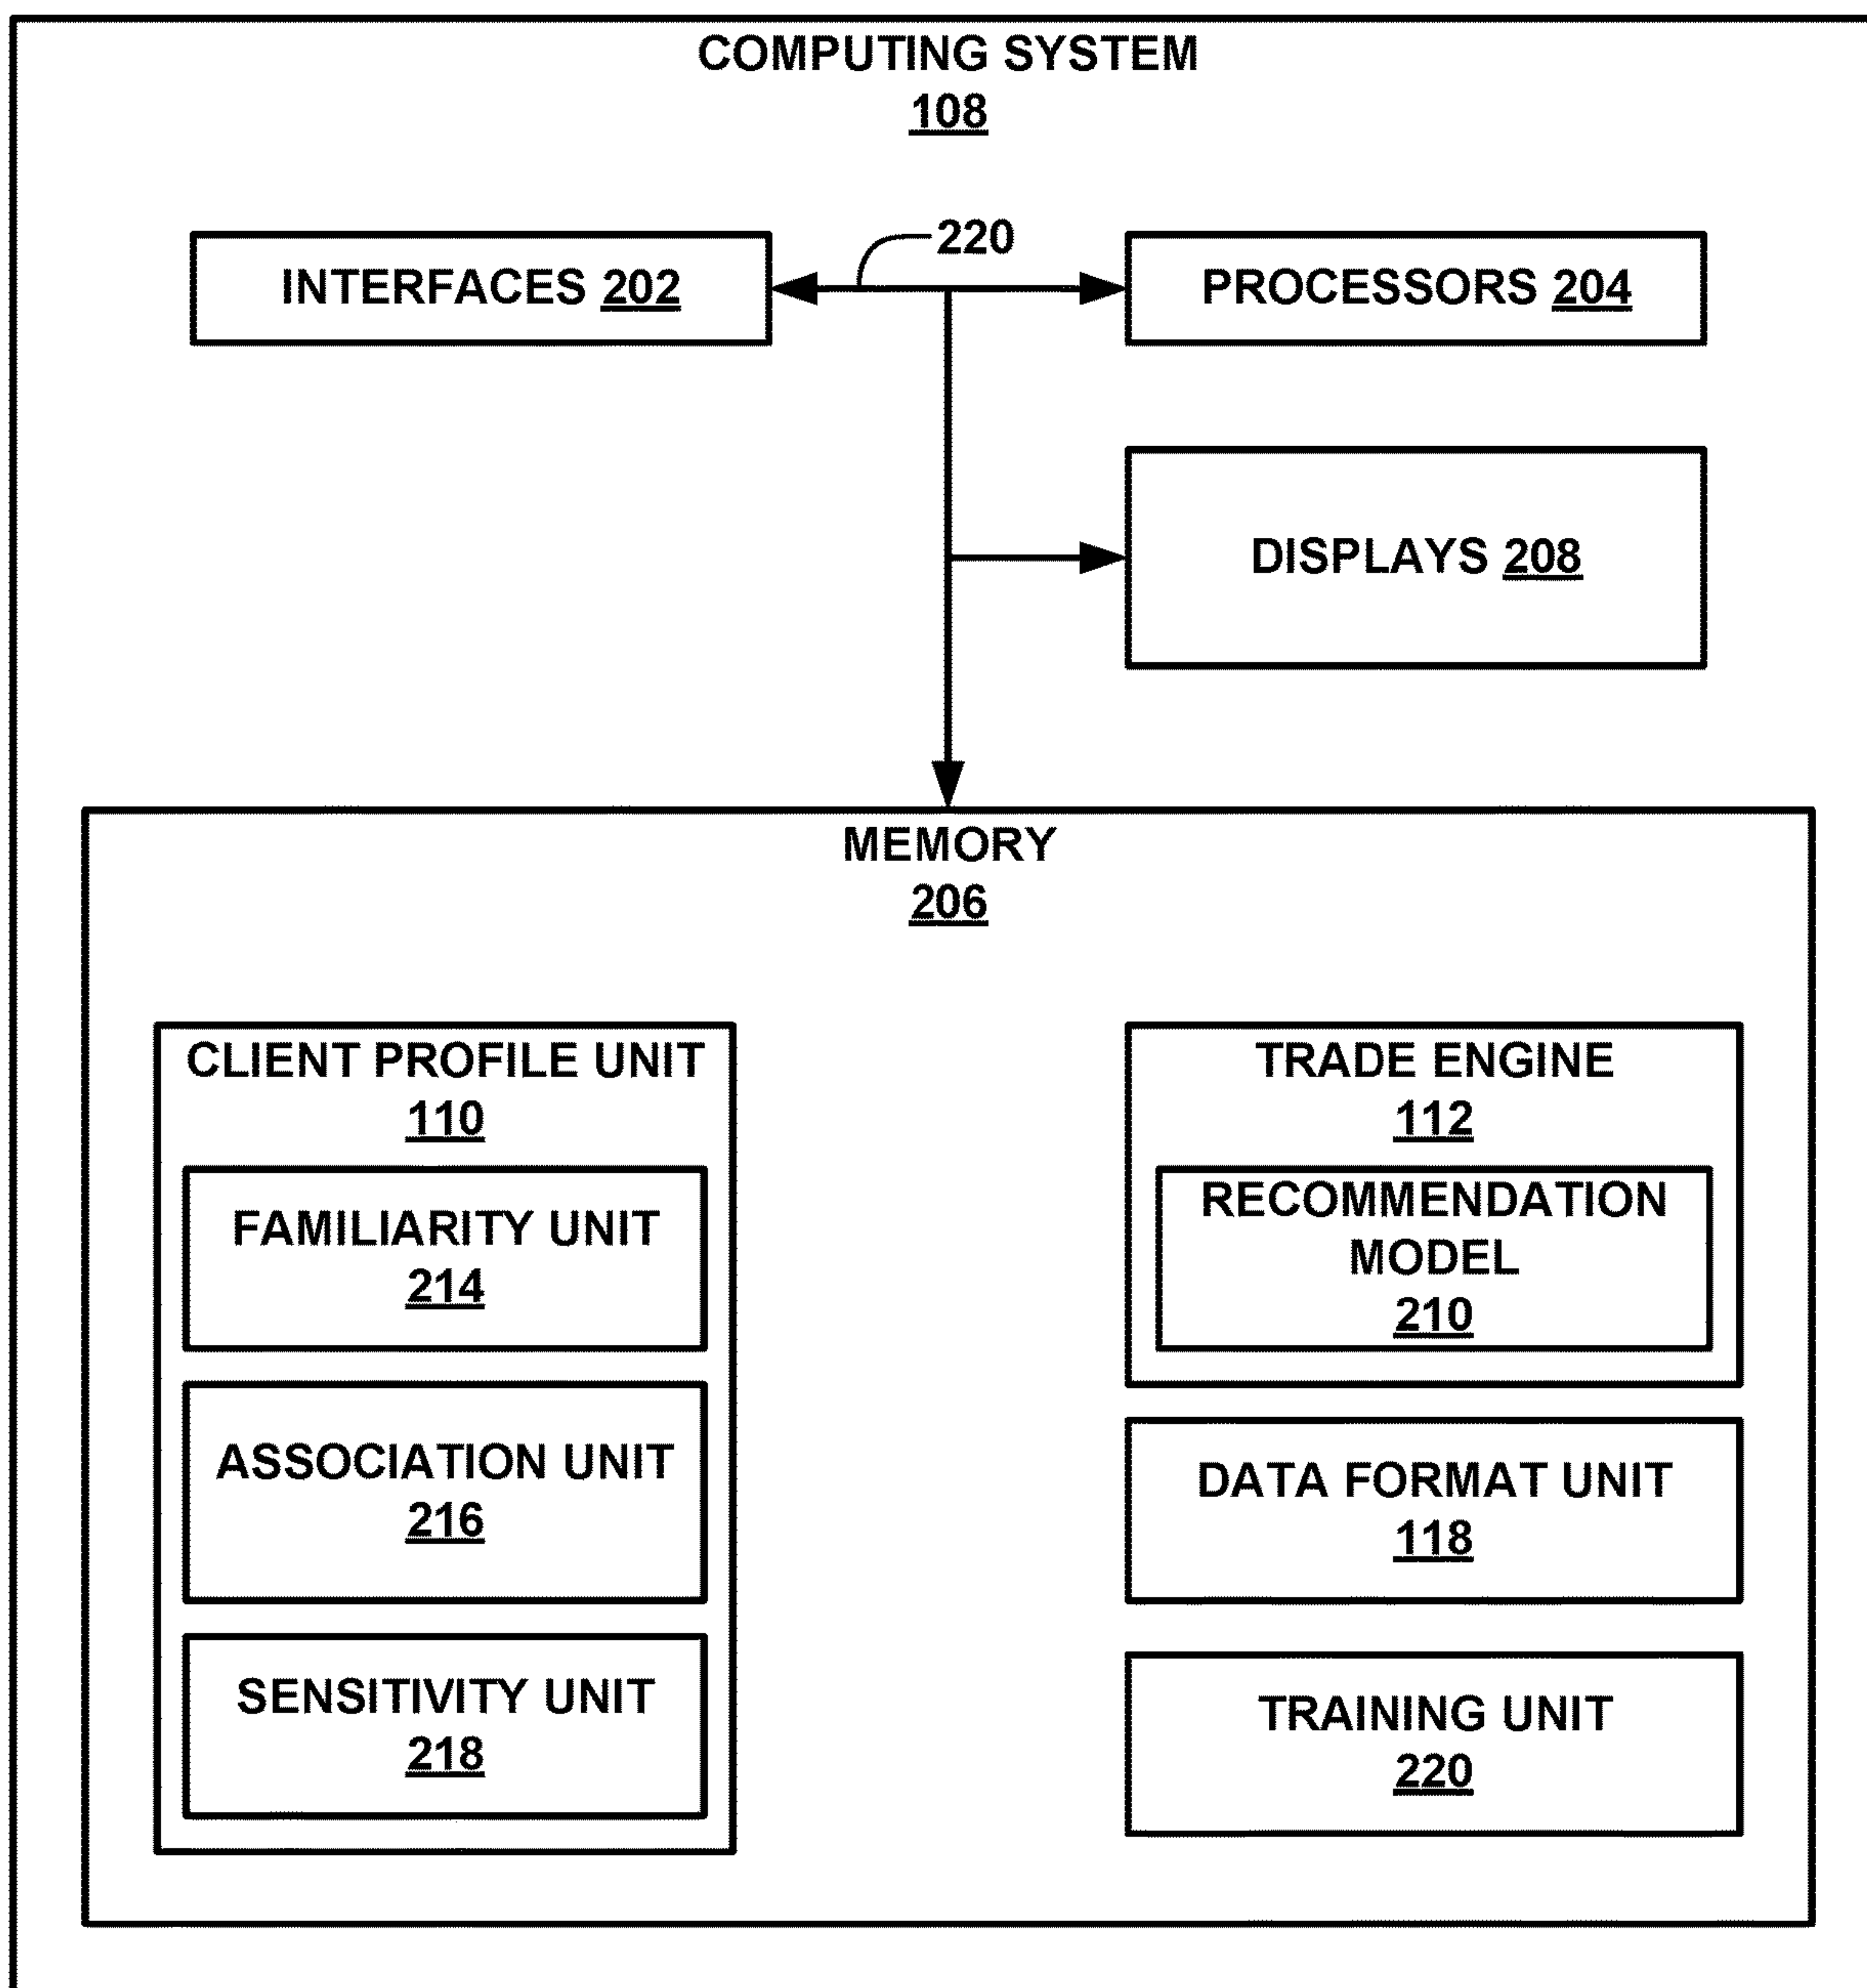 COMPUTING SYSTEM
108
220
INTERFACES 202
PROCESSORS 204
DISPLAYS 208
MEMORY
206
CLIENT PROFILE UNIT
110
FAMILIARITY UNIT
214
ASSOCIATION UNIT
216
SENSITIVITY UNIT
218
TRADE ENGINE
112
RECOMMENDATION
MODEL
210
DATA FORMAT UNIT
118
TRAINING UNIT
220